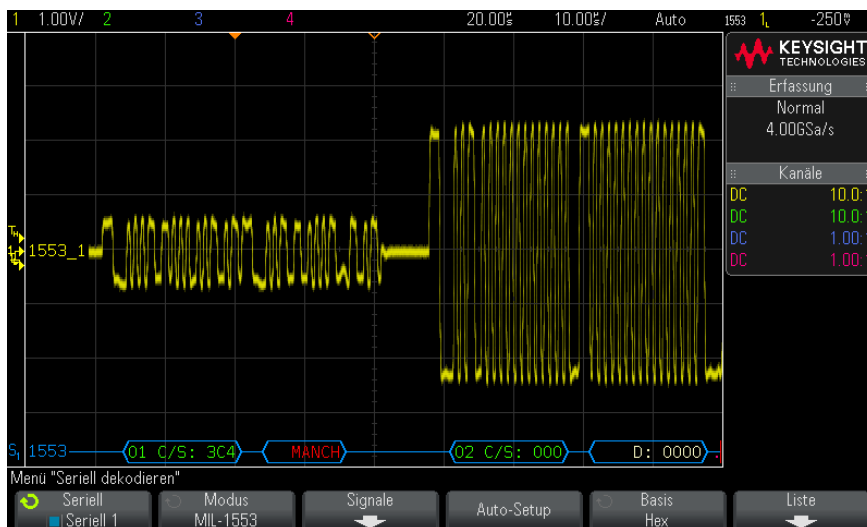 1 1.00V/ 2 3 4 20.00% 10.00%/ Auto 1553 1 L -250V
KEYSIGHT
TECHNOLOGIES
Erfassung
Normal
4.00GSa/s
Kanäle
DC 10.0:1
DC 10.0:1
DC 1.00:1
DC 1.00:1
1553_1
S1 1553 01 C/S: 3C4 MANCH 02 C/S: 000 D: 0000
Menü "Seriell dekodieren"
Seriell
Seriell 1
Modus
MIL-1553
Signale
Auto-Setup
Basis
Hex
Liste